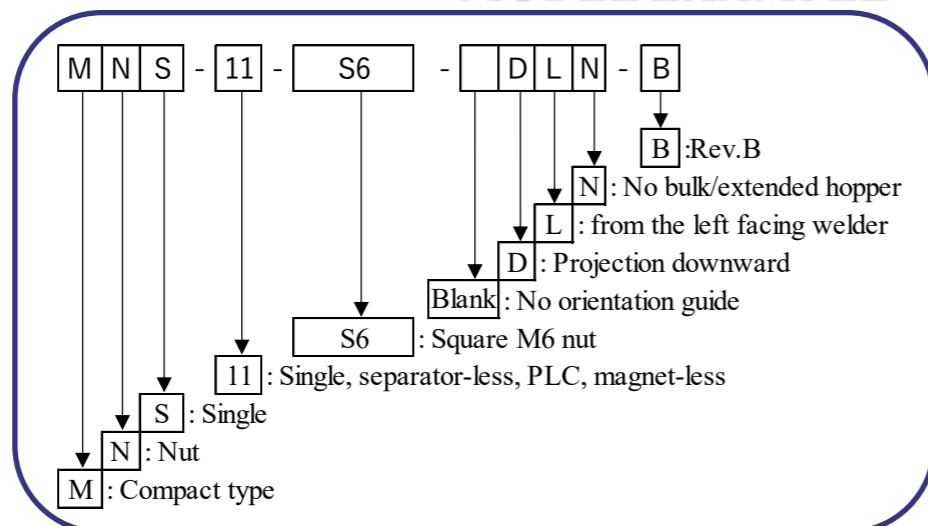 M N S - 11 - S6 - D L N - B
B :Rev.B
N : No bulk/extended hopper
L : from the left facing welder
D : Projection downward
Blank : No orientation guide
S6 : Square M6 nut
11 : Single, separator-less, PLC, magnet-less
S : Single
N : Nut
M : Compact type